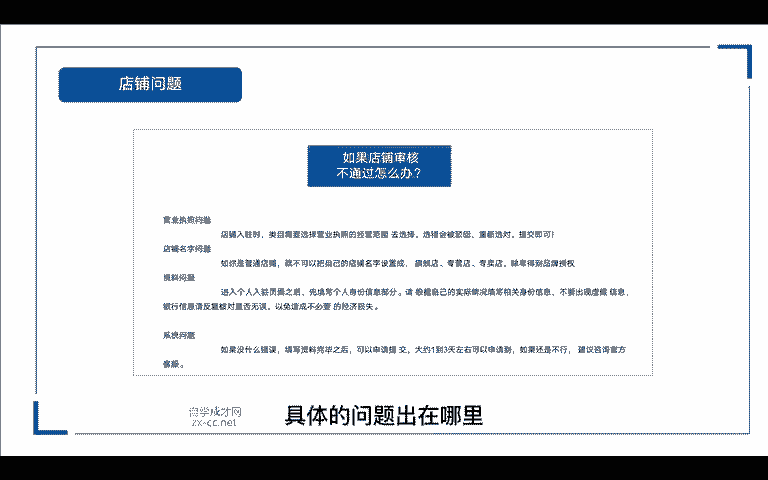 店铺问题
如果店铺审核
不通过怎么办？
营业执照问题
店铺入驻时，类目需要选择营业执照的经营范围 去选择。选错会被驳回、重新选对。提交即可！
店铺名字问题
如你是普通店铺，就不可以把自己的店铺名字设置成，旗舰店、专营店、专卖店。除非得到品牌授权
资料问题
进入个人入驻页面之后、先填写个人身份信息部分。请 根据自己的实际情况填写相关身份信息、不要出现虚假 信息，
银行信息请反复核对是否无误。以免造成不必要 的经济损失。
系统问题
如果没什么错误，填写资料完毕之后，可以申请提 交，大约1到3天左右可以申请到，如果还是不行， 建议咨询官方
客服。
zx-cc.net
具体的问题出在哪里